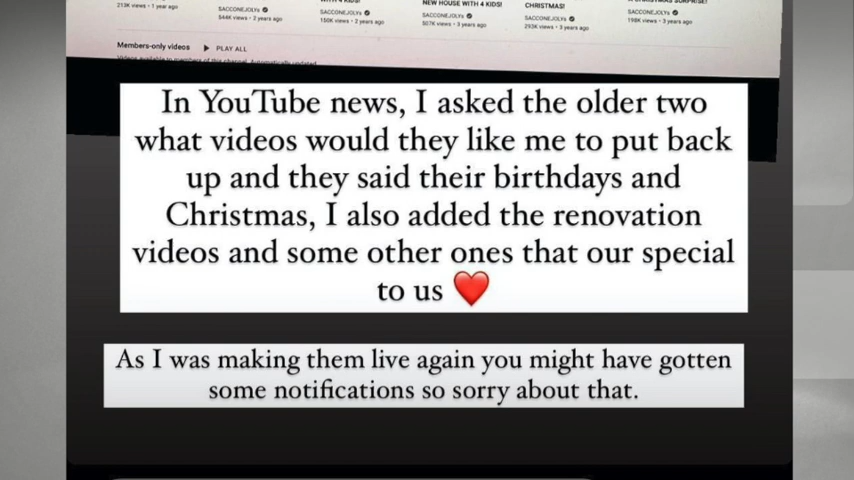 213K views • 1 year ago
SACCONEJOLYs
844K views • 2 years ago
SACCONEJOLYs
150K views • 2 years ago
NEW HOUSE WITH 4 KIDS!
SACCONEJOLYs
507K views • 3 years ago
CHRISTMAS!
SACCONEJOLYs
293K views • 3 years ago
SACCONEJOLYs
198K views • 3 years ago
Members-only videos PLAY ALL
In YouTube news, I asked the older two
what videos would they like me to put back
up and they said their birthdays and
Christmas, I also added the renovation
videos and some other ones that our special
to us ❤️
As I was making them live again you might have gotten
some notifications so sorry about that.